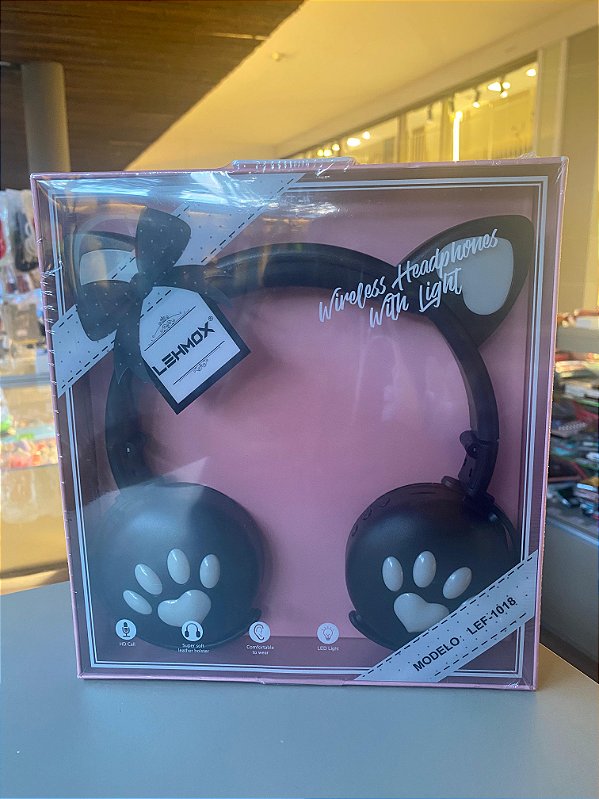 Wireless Headphones
With Light
LEHMOX®
HD Call
Super soft
leather holster
Comfortable
to wear
LED Light
MODELO: LEF-1018